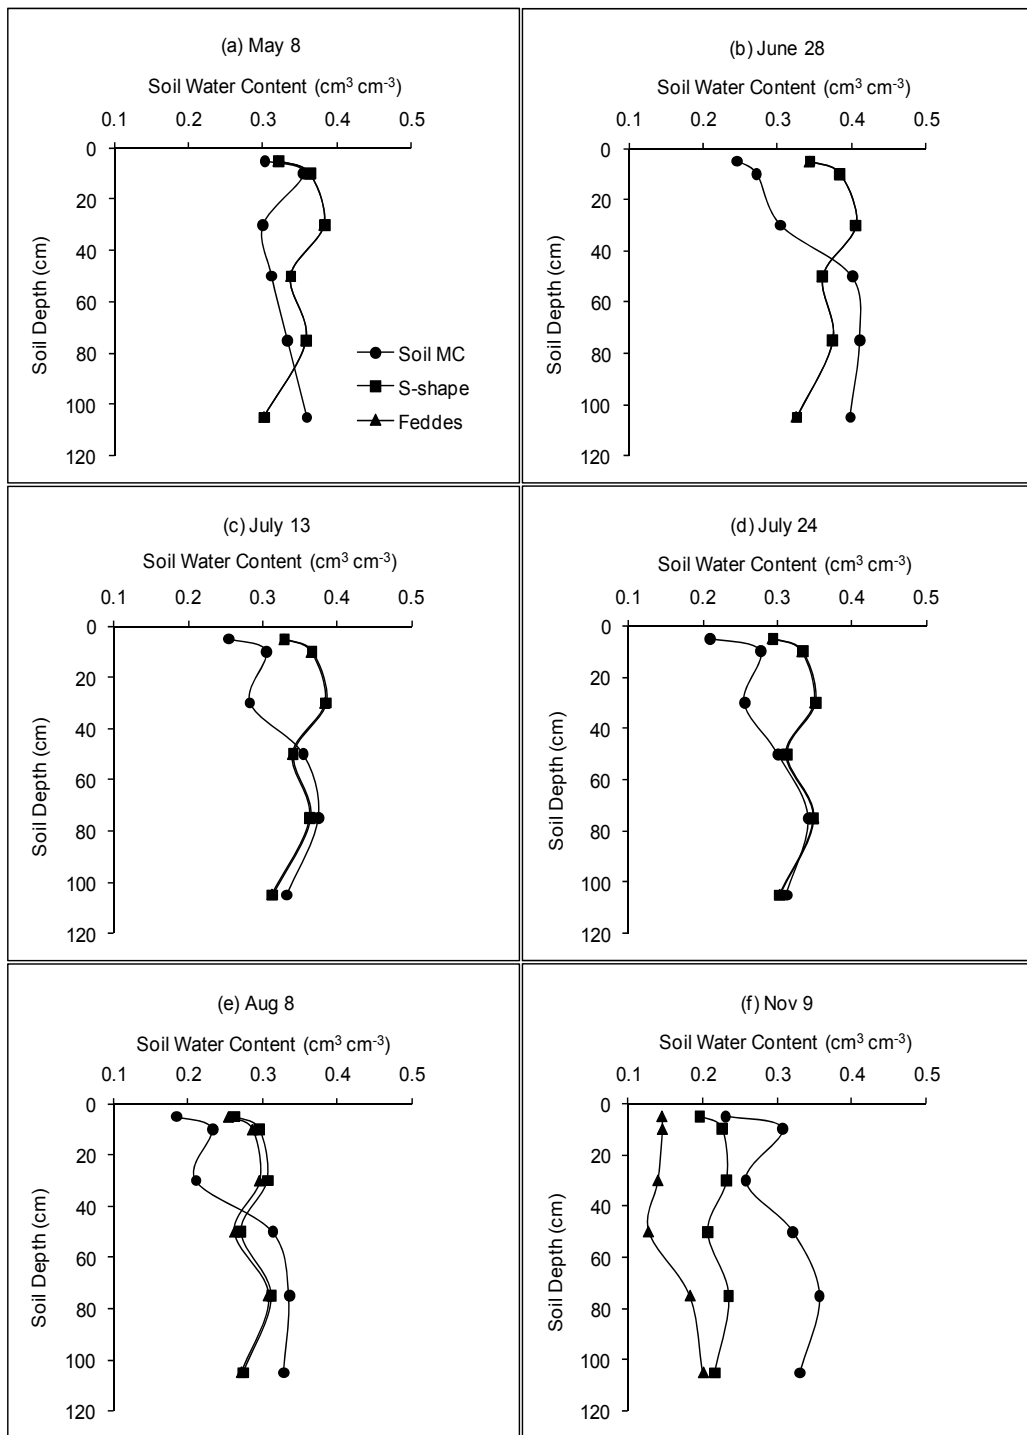 (a) May 8
Soil Water Content (cm³ cm⁻³)
0.1 0.2 0.3 0.4 0.5
0
20
40
60
80
100
120
Soil Depth (cm)
Soil MC
S-shape
Feddes
(b) June 28
Soil Water Content (cm³ cm⁻³)
0.1 0.2 0.3 0.4 0.5
0
20
40
60
80
100
120
Soil Depth (cm)
(c) July 13
Soil Water Content (cm³ cm⁻³)
0.1 0.2 0.3 0.4 0.5
0
20
40
60
80
100
120
Soil Depth (cm)
(d) July 24
Soil Water Content (cm³ cm⁻³)
0.1 0.2 0.3 0.4 0.5
0
20
40
60
80
100
120
Soil Depth (cm)
(e) Aug 8
Soil Water Content (cm³ cm⁻³)
0.1 0.2 0.3 0.4 0.5
0
20
40
60
80
100
120
Soil Depth (cm)
(f) Nov 9
Soil Water Content (cm³ cm⁻³)
0.1 0.2 0.3 0.4 0.5
0
20
40
60
80
100
120
Soil Depth (cm)